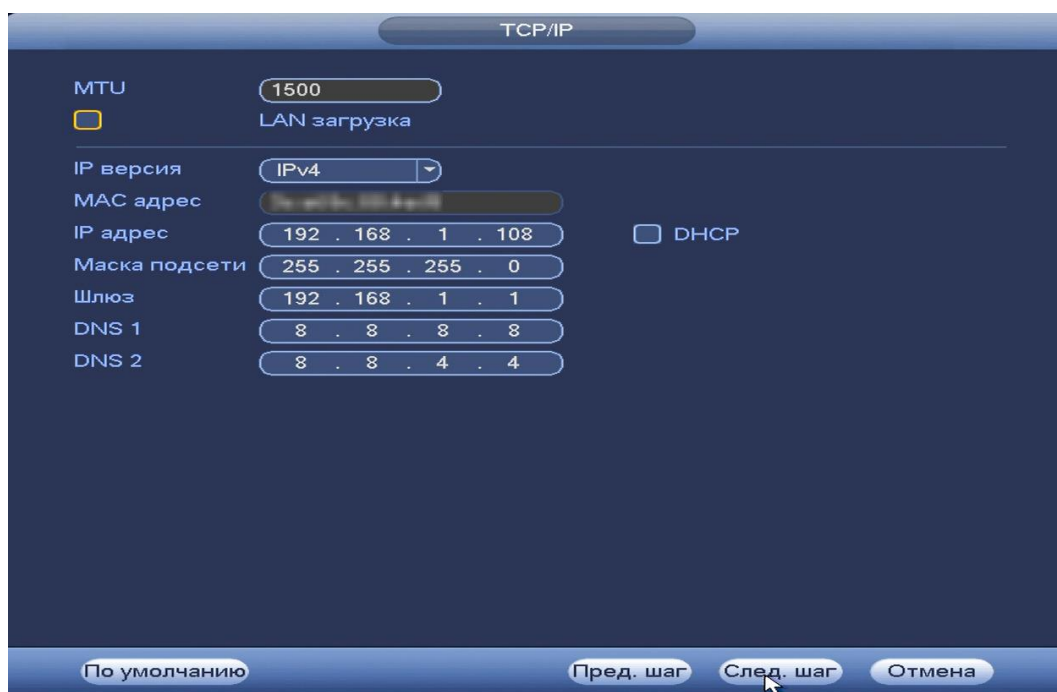 TCP/IP
MTU 1500
LAN загрузка
IP версия IPv4
MAC адрес
IP адрес 192 . 168 . 1 . 108 DHCP
Маска подсети 255 . 255 . 255 . 0
Шлюз 192 . 168 . 1 . 1
DNS 1 8 . 8 . 8 . 8
DNS 2 8 . 8 . 4 . 4
По умолчанию Пред. шаг След. шаг Отмена